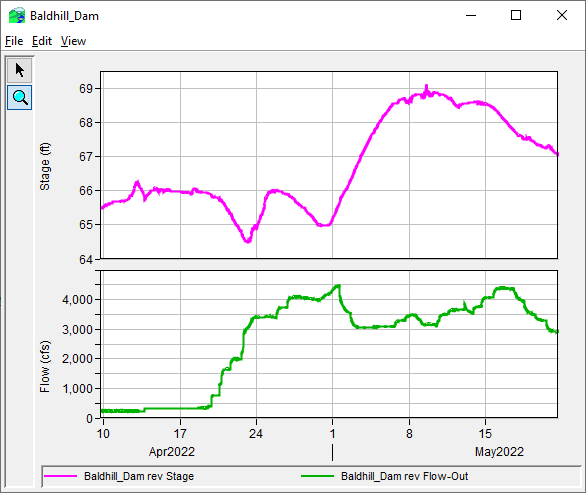 Baldhill_Dam
File Edit View
69
68
67
66
65
64
Stage (ft)
4,000
3,000
2,000
1,000
0
Flow (cfs)
10 17 24 1 8 15
Apr2022 May2022
Baldhill_Dam rev Stage Baldhill_Dam rev Flow-Out